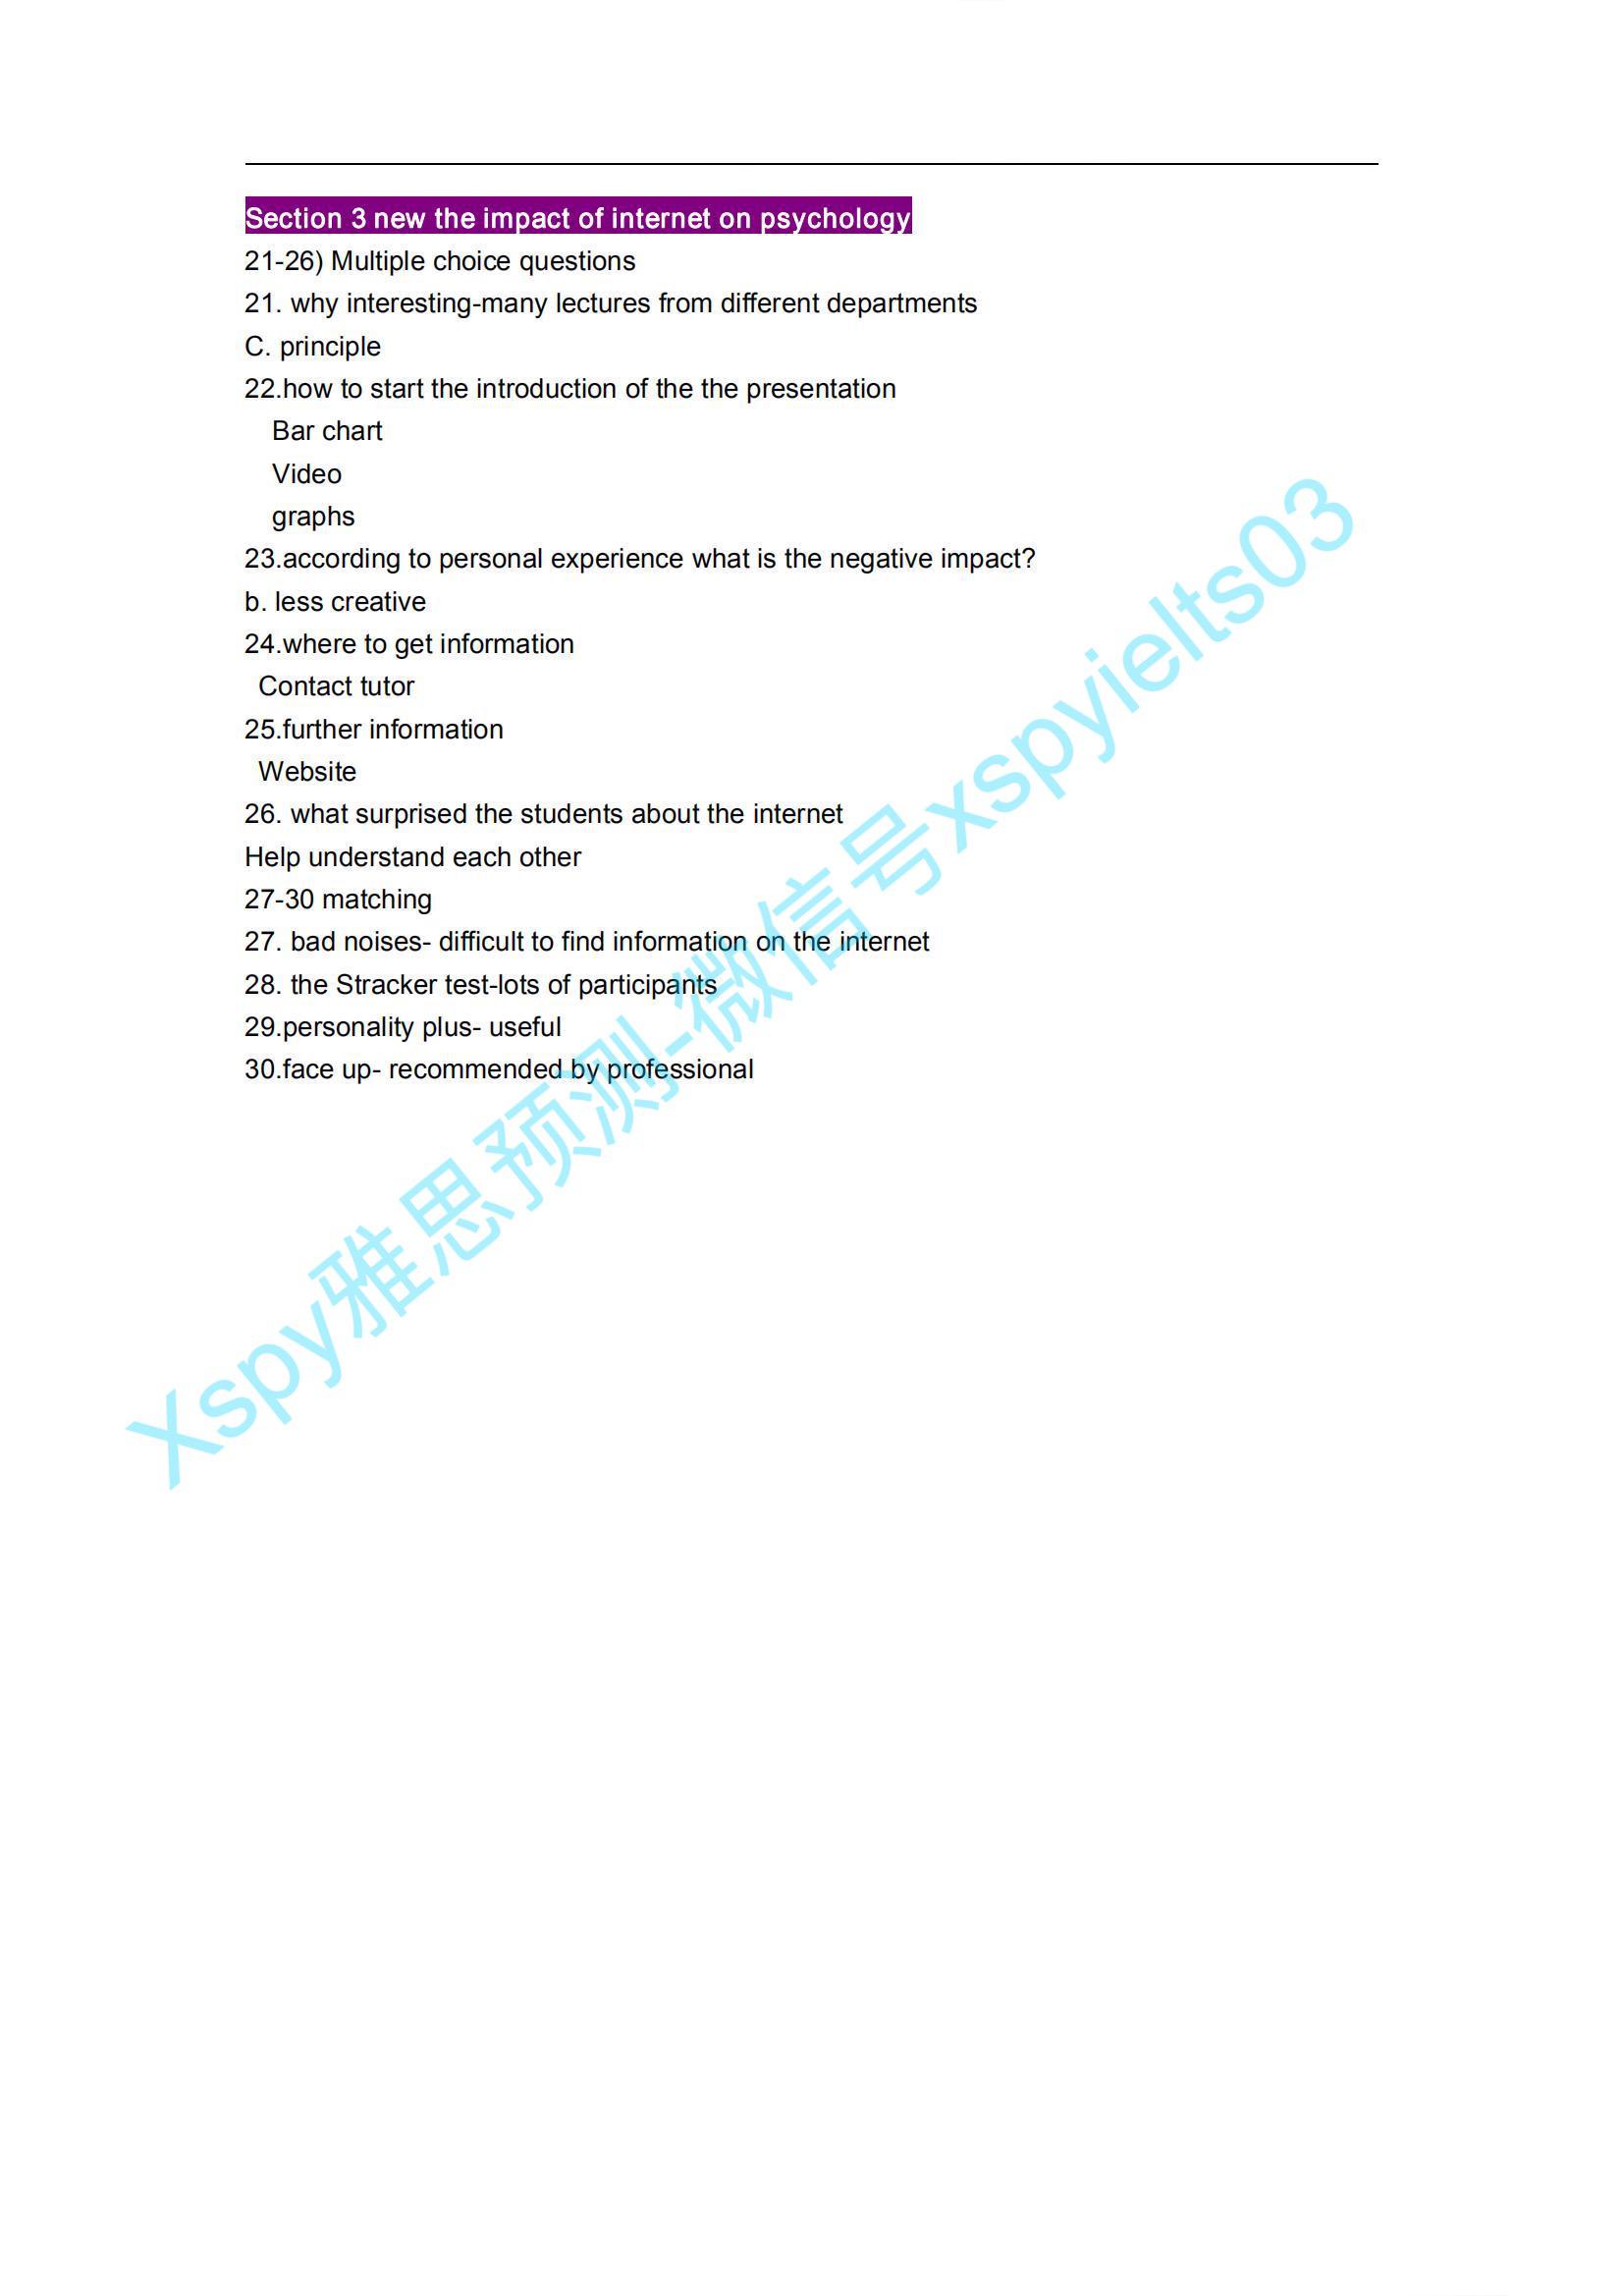 Section 3 new the impact of internet on psychology
21-26) Multiple choice questions
21. why interesting-many lectures from different departments
C. principle
22.how to start the introduction of the the presentation
Bar chart
Video
graphs
23.according to personal experience what is the negative impact?
b. less creative
24.where to get information
Contact tutor
25.further information
Website
26. what surprised the students about the internet
Help understand each other
27-30 matching
27. bad noises- difficult to find information on the internet
28. the Stracker test-lots of participants
29.personality plus- useful
30.face up- recommended by professional
Xspy雅思预测-微信号xspyielts03